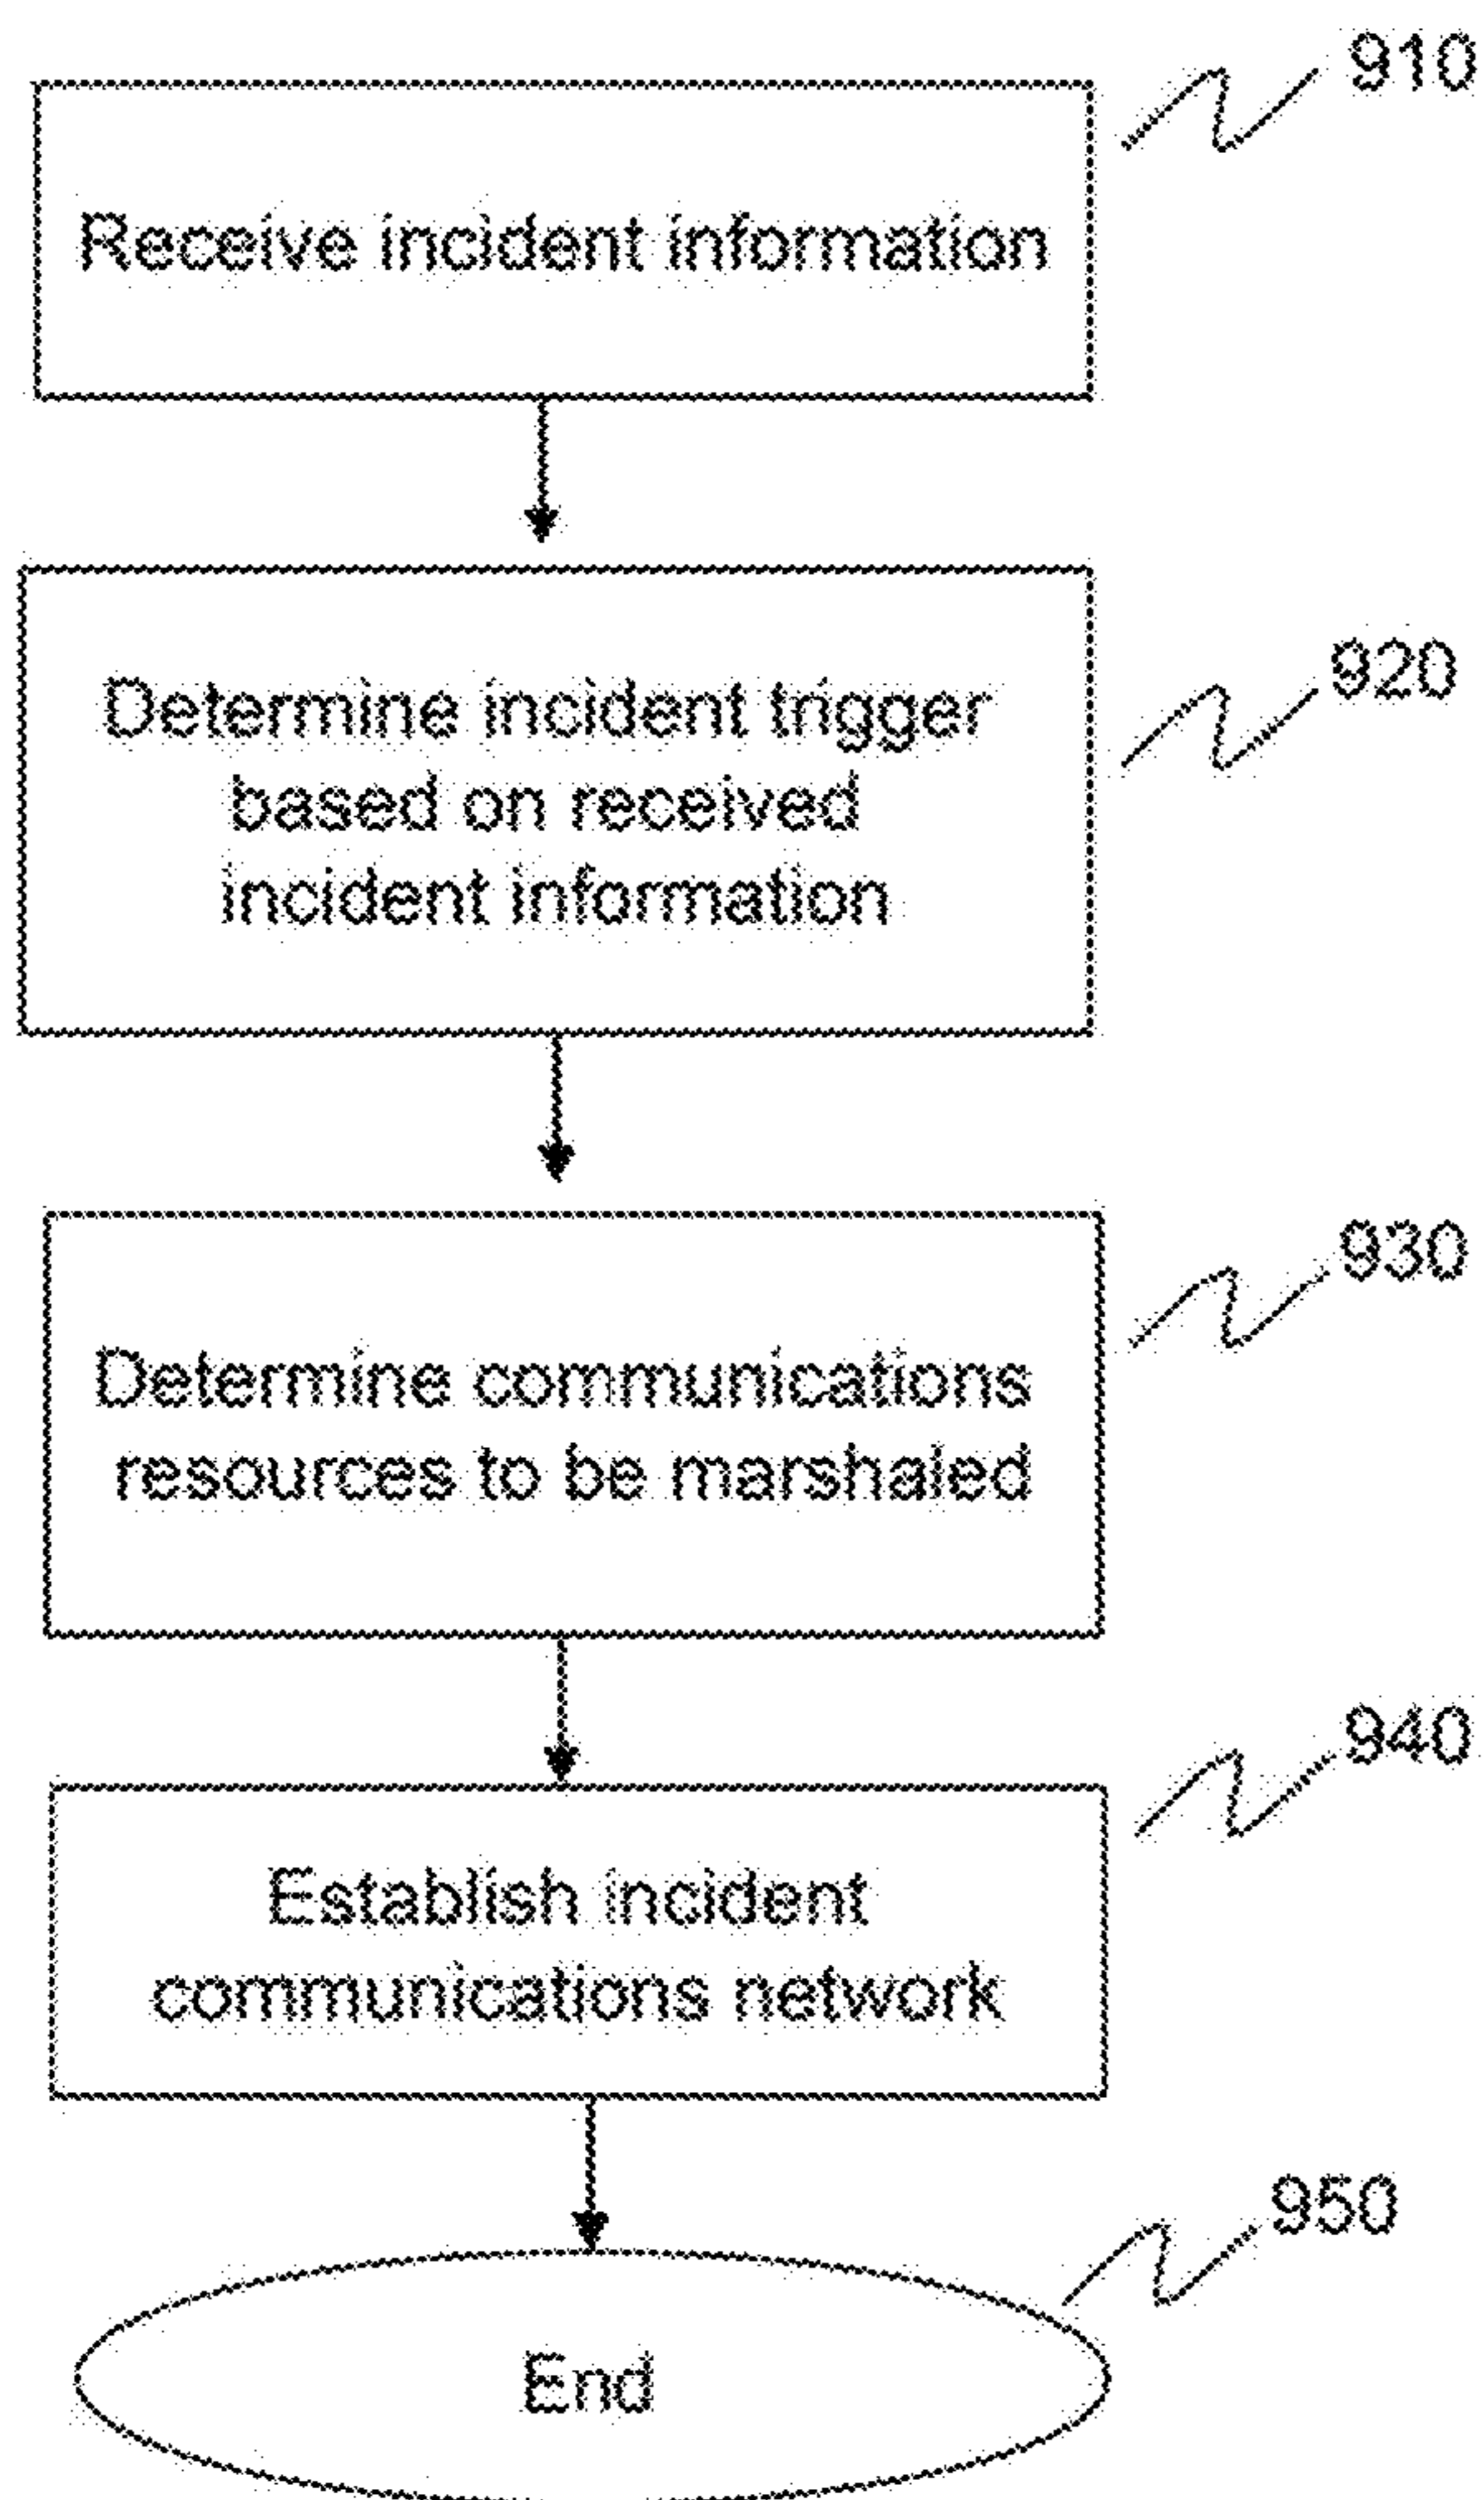 910
Receive incident information
920
Determine incident trigger
based on received
incident information
930
Determine communications
resources to be marshaled
940
Establish incident
communications network
950
End